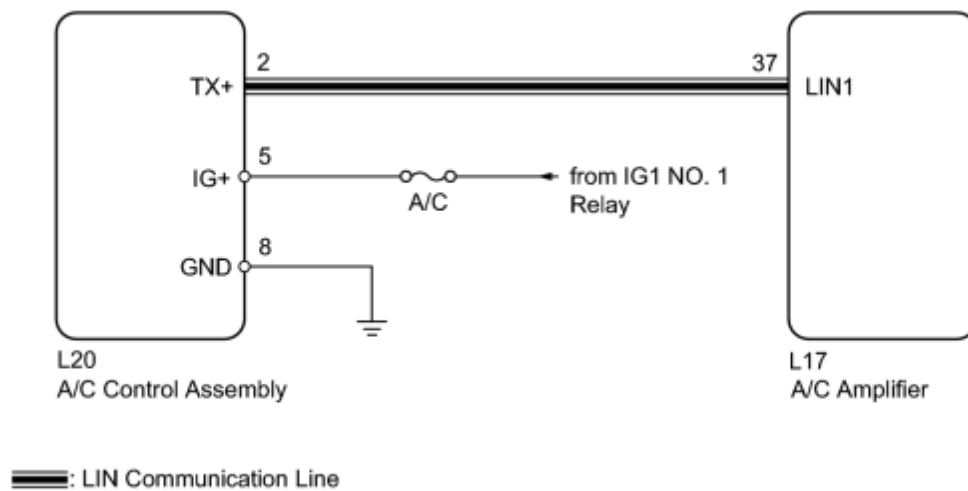 2
37
TX+
LIN1
5
IG+
from IG1 NO. 1
A/C
Relay
8
GND
L20
A/C Control Assembly
L17
A/C Amplifier
: LIN Communication Line